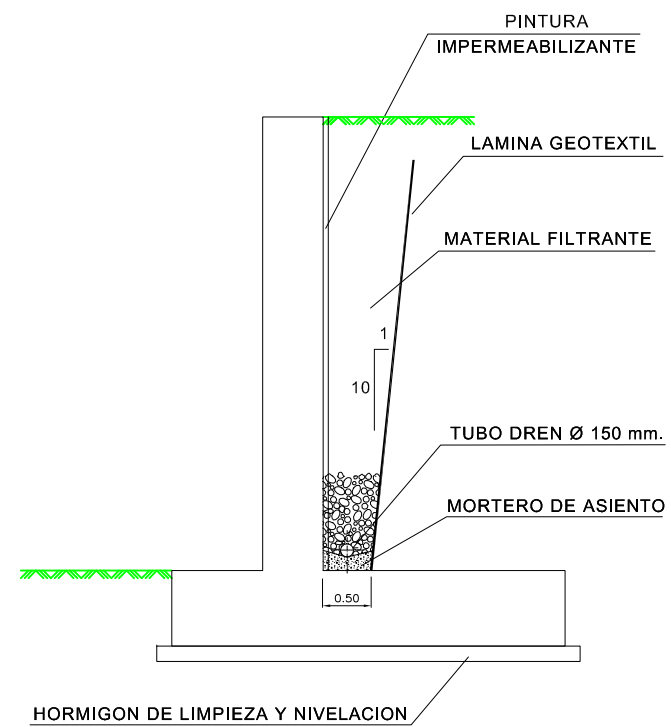 PINTURA
IMPERMEABILIZANTE
LAMINA GEOTEXTIL
MATERIAL FILTRANTE
1
10
TUBO DREN Ø 150 mm.
MORTERO DE ASIENTO
0.50
HORMIGON DE LIMPIEZA Y NIVELACION